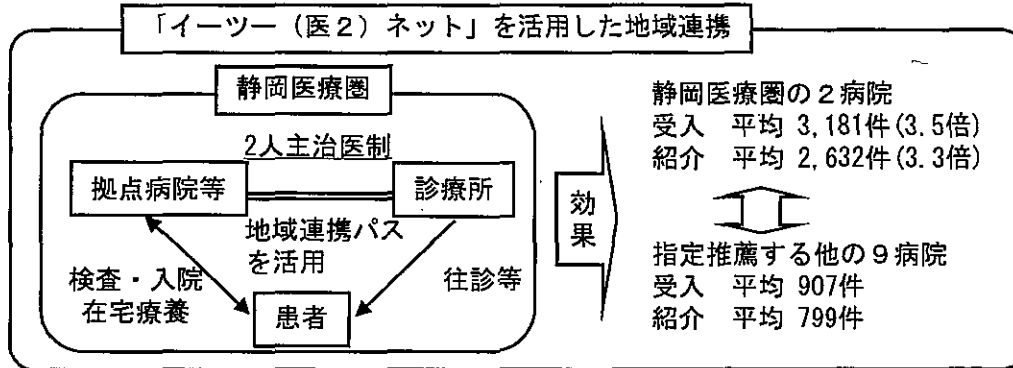 「イーツー（医２）ネット」を活用した地域連携
静岡医療圏
2人主治医制
拠点病院等
診療所
地域連携パス
を活用
検査・入院
在宅療養
往診等
患者
効果
静岡医療圏の２病院
受入　平均 3,181件(3.5倍)
紹介　平均 2,632件(3.3倍)
指定推薦する他の９病院
受入　平均 907件
紹介　平均 799件